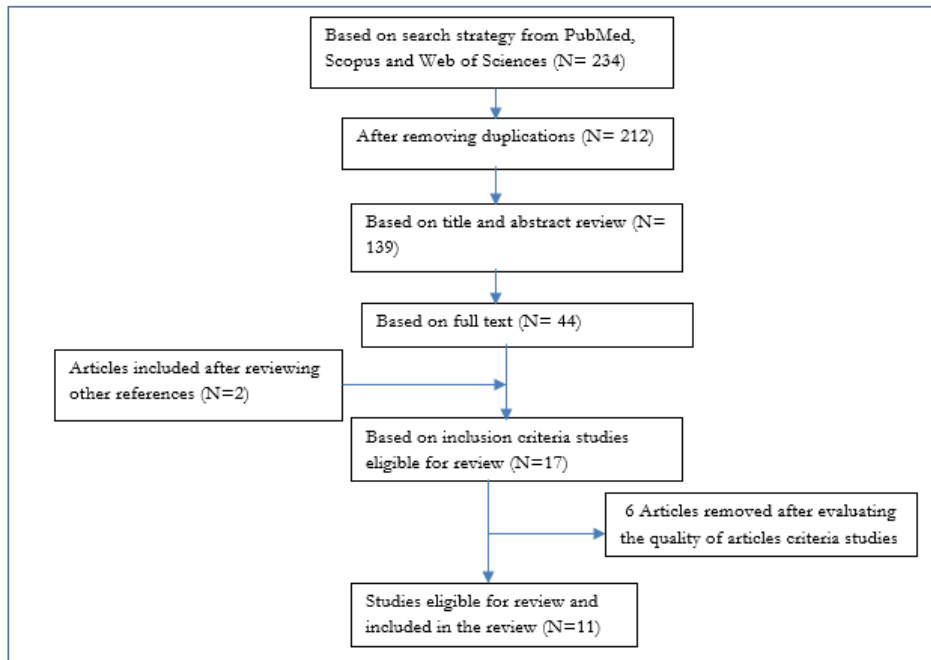 Based on search strategy from PubMed,
Scopus and Web of Sciences (N= 234)
After removing duplications (N= 212)
Based on title and abstract review (N=
139)
Based on full text (N= 44)
Articles included after reviewing
other references (N=2)
Based on inclusion criteria studies
eligible for review (N=17)
6 Articles removed after evaluating
the quality of articles criteria studies
Studies eligible for review and
included in the review (N=11)